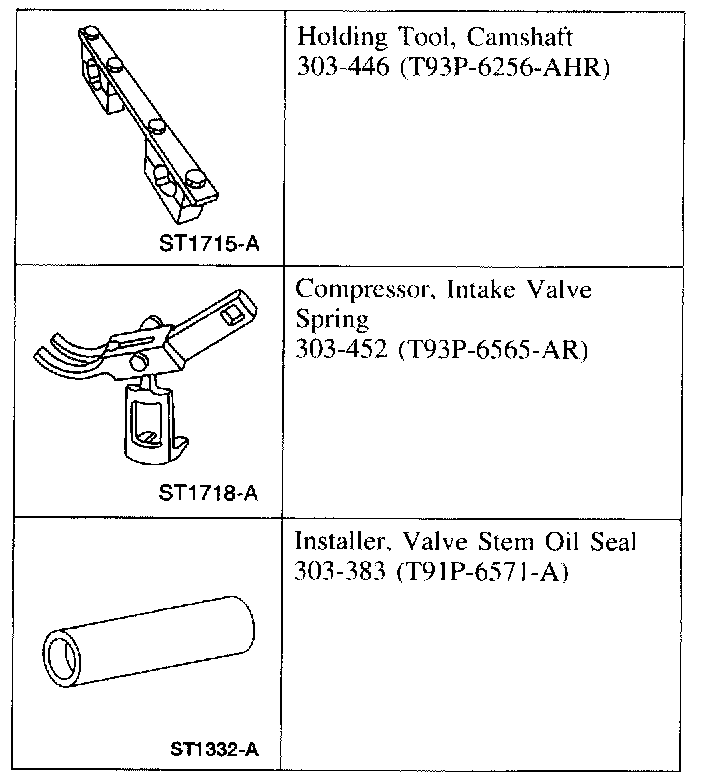 Holding Tool, Camshaft
303-446 (T93P-6256-AHR)
ST1715-A
Compressor, Intake Valve
Spring
303-452 (T93P-6565-AR)
ST1718-A
Installer, Valve Stem Oil Seal
303-383 (T91P-6571-A)
ST1332-A